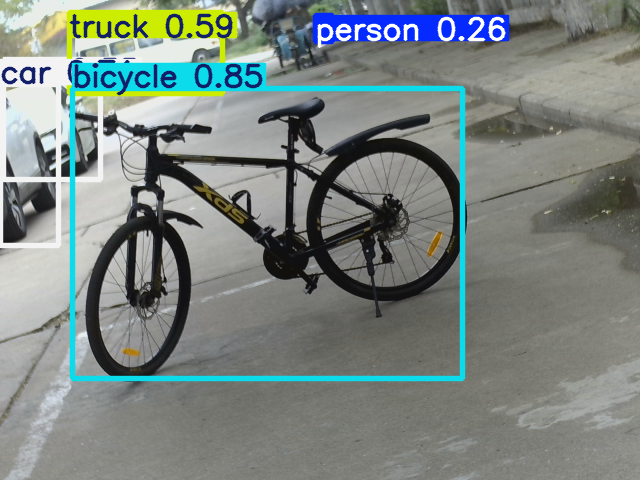 truck 0.59
person 0.26
car
bicycle 0.85
XDS